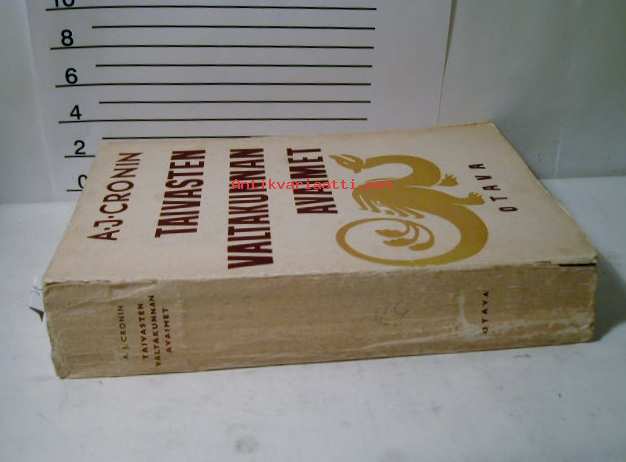 10
8
6
4
2
0
A.J. CRONIN
TAIVASTEN
VALTAKUNNAN
AVAIMET
OTAVA
Antikvariaatti.net
A. J. CRONIN
TAIVASTEN
VALTAKUNNAN
AVAIMET
OTAVA